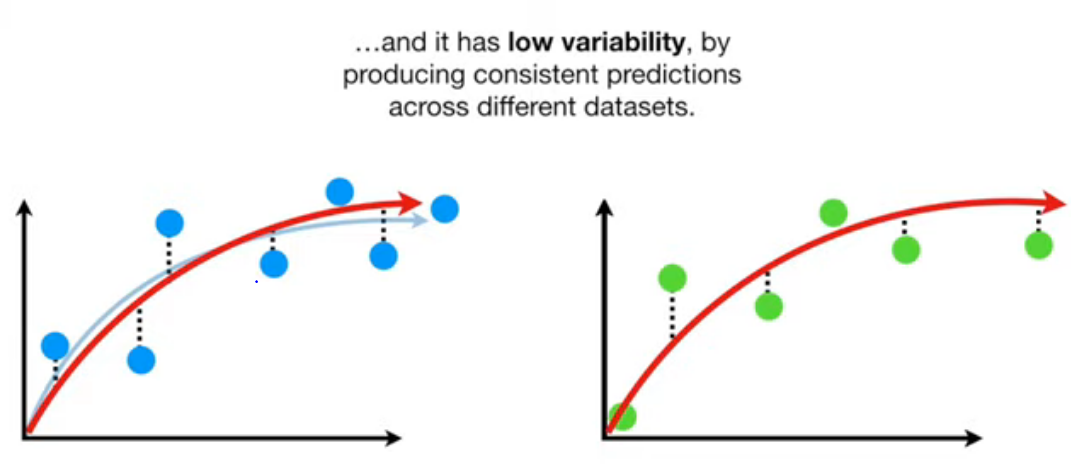 ...and it has low variability, by
producing consistent predictions
across different datasets.